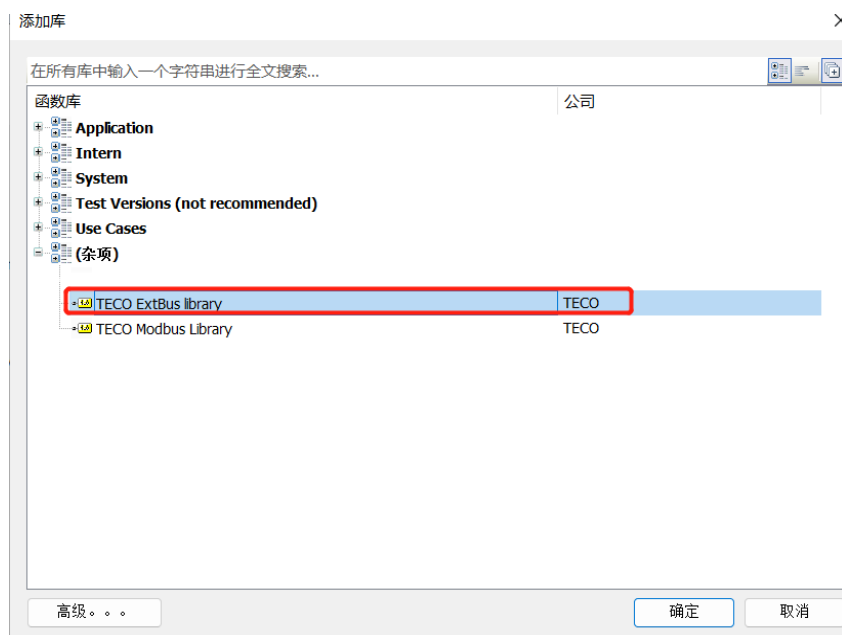 添加库
在所有库中输入一个字符串进行全文搜索...
函数库 公司
Application
Intern
System
Test Versions (not recommended)
Use Cases
(杂项)
TECO ExtBus library TECO
TECO Modbus Library TECO
高级。。。 确定 取消